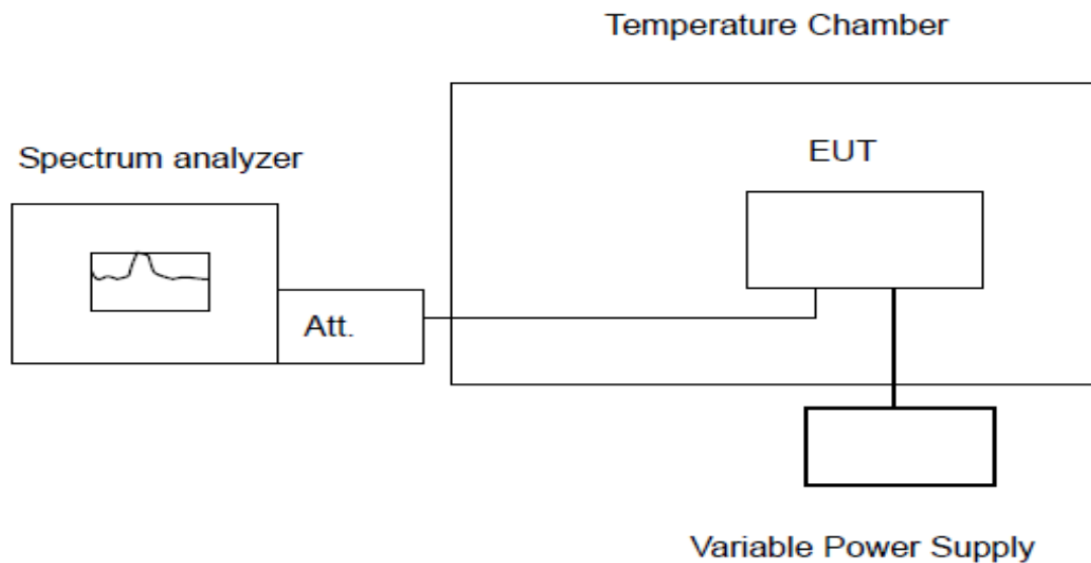 Temperature Chamber
Spectrum analyzer
EUT
Att.
Variable Power Supply